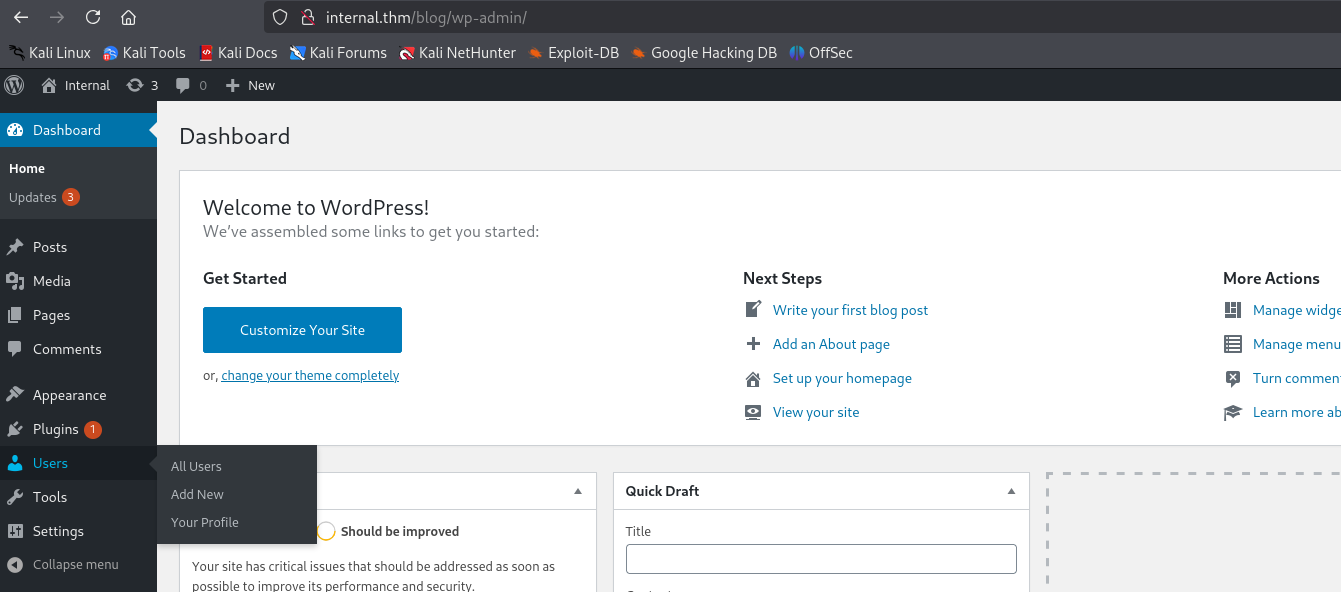 internal.thm/blog/wp-admin/
Kali Linux Kali Tools Kali Docs Kali Forums Kali NetHunter Exploit-DB Google Hacking DB OffSec
Internal 3 0 New
Dashboard
Home
Updates 3
Posts
Media
Pages
Comments
Appearance
Plugins 1
Users
All Users
Add New
Your Profile
Tools
Settings
Collapse menu
Dashboard
Welcome to WordPress!
We've assembled some links to get you started:
Get Started
Customize Your Site
or, change your theme completely
Next Steps
Write your first blog post
Add an About page
Set up your homepage
View your site
More Actions
Manage widge
Manage menu
Turn commen
Learn more ab
Should be improved
Your site has critical issues that should be addressed as soon as
possible to improve its performance and security.
Quick Draft
Title